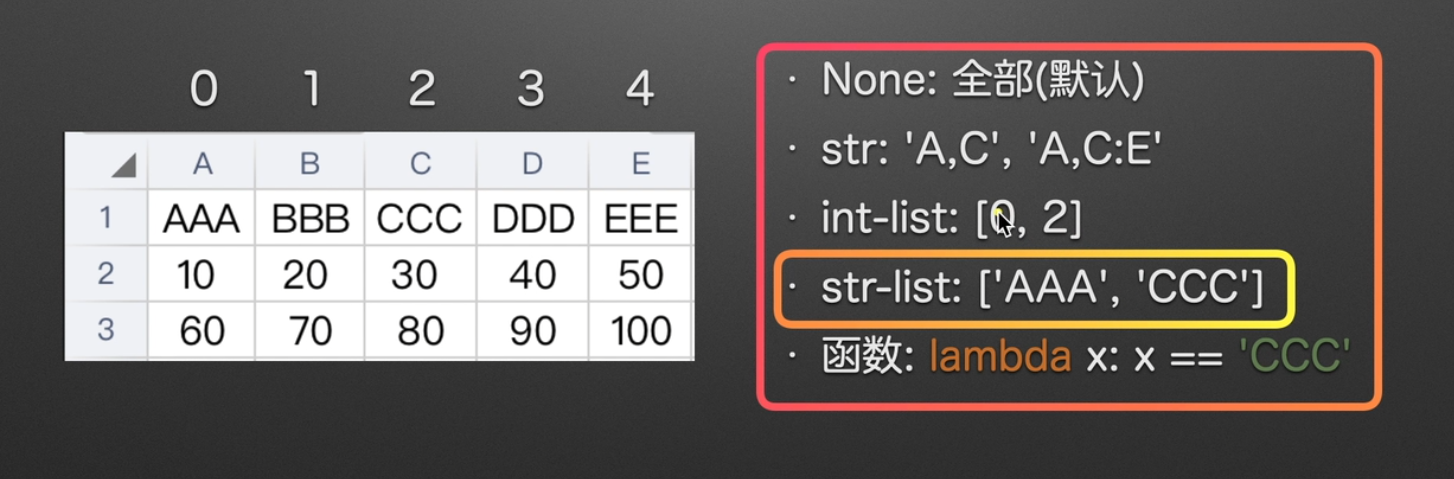 0 1 2 3 4
A B C D E
1 AAA BBB CCC DDD EEE
2 10 20 30 40 50
3 60 70 80 90 100
· None: 全部(默认)
· str: 'A,C', 'A,C:E'
· int-list: [0, 2]
· str-list: ['AAA', 'CCC']
· 函数: lambda x: x == 'CCC'